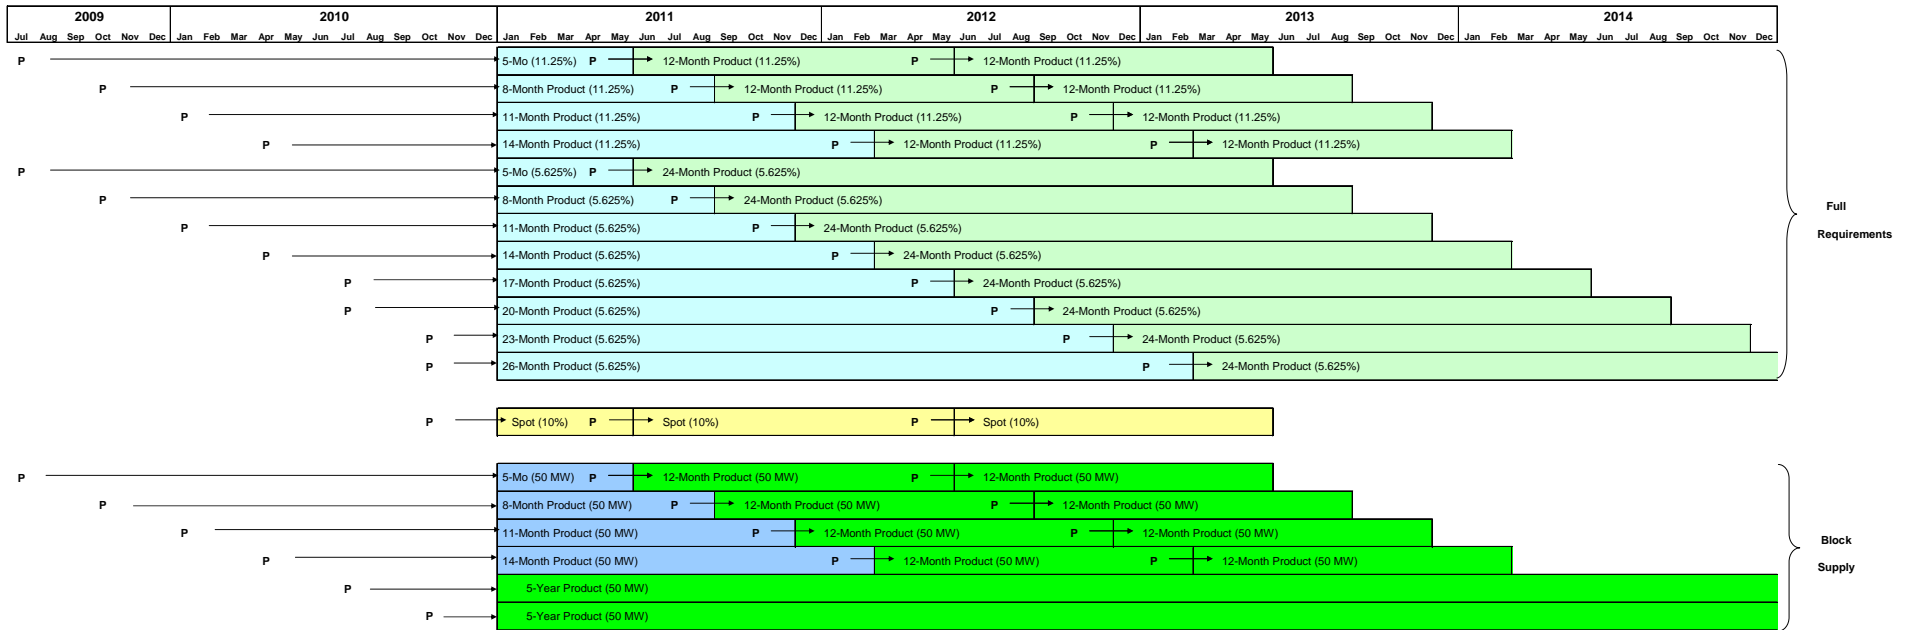 2009 2010 2011 2012 2013 2014
Jul Aug Sep Oct Nov Dec Jan Feb Mar Apr May Jun Jul Aug Sep Oct Nov Dec Jan Feb Mar Apr May Jun Jul Aug Sep Oct Nov Dec Jan Feb Mar Apr May Jun Jul Aug Sep Oct Nov Dec Jan Feb Mar Apr May Jun Jul Aug Sep Oct Nov Dec Jan Feb Mar Apr May Jun Jul Aug Sep Oct Nov Dec
P 5-Mo (11.25%) P 12-Month Product (11.25%) P 12-Month Product (11.25%)
P 8-Month Product (11.25%) P 12-Month Product (11.25%) P 12-Month Product (11.25%)
P 11-Month Product (11.25%) P 12-Month Product (11.25%) P 12-Month Product (11.25%)
P 14-Month Product (11.25%) P 12-Month Product (11.25%) P 12-Month Product (11.25%)
P 5-Mo (5.625%) P 24-Month Product (5.625%)
P 8-Month Product (5.625%) P 24-Month Product (5.625%)
P 11-Month Product (5.625%) P 24-Month Product (5.625%)
P 14-Month Product (5.625%) P 24-Month Product (5.625%)
P 17-Month Product (5.625%) P 24-Month Product (5.625%)
P 20-Month Product (5.625%) P 24-Month Product (5.625%)
P 23-Month Product (5.625%) P 24-Month Product (5.625%)
P 26-Month Product (5.625%) P 24-Month Product (5.625%)
Full
Requirements
P Spot (10%) P Spot (10%) P Spot (10%)
P 5-Mo (50 MW) P 12-Month Product (50 MW) P 12-Month Product (50 MW)
P 8-Month Product (50 MW) P 12-Month Product (50 MW) P 12-Month Product (50 MW)
P 11-Month Product (50 MW) P 12-Month Product (50 MW) P 12-Month Product (50 MW)
P 14-Month Product (50 MW) P 12-Month Product (50 MW) P 12-Month Product (50 MW)
P 5-Year Product (50 MW)
P 5-Year Product (50 MW)
Block
Supply